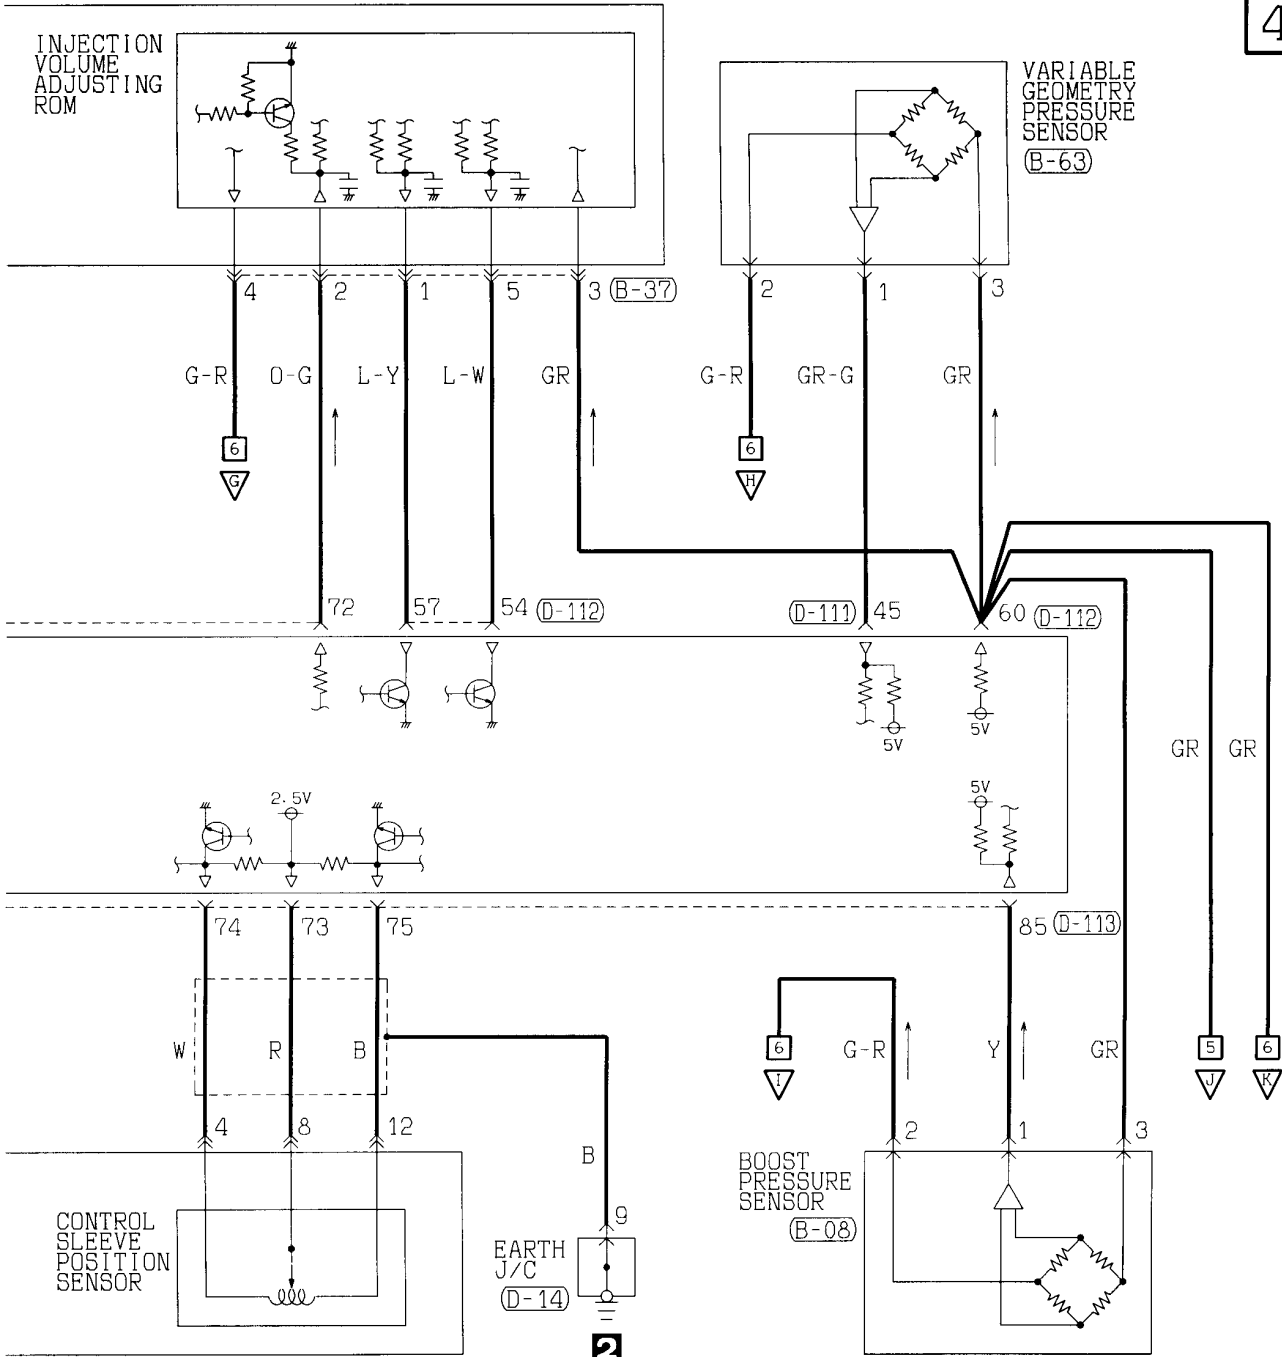 4
INJECTION
VOLUME
ADJUSTING
ROM
VARIABLE
GEOMETRY
PRESSURE
SENSOR
(B-63)
4 2 1 5 3 (B-37)
2 1 3
G-R O-G L-Y L-W GR
G-R GR-G GR
6
G
6
H
72 57 54 (D-112)
(D-111) 45 60 (D-112)
5V
5V
GR GR
2.5V
5V
74 73 75
85 (D-113)
W R B
6
I
G-R Y GR
5
J
6
K
4 8 12
2 1 3
B
9
CONTROL
SLEEVE
POSITION
SENSOR
EARTH
J/C
(D-14)
2
BOOST
PRESSURE
SENSOR
(B-08)